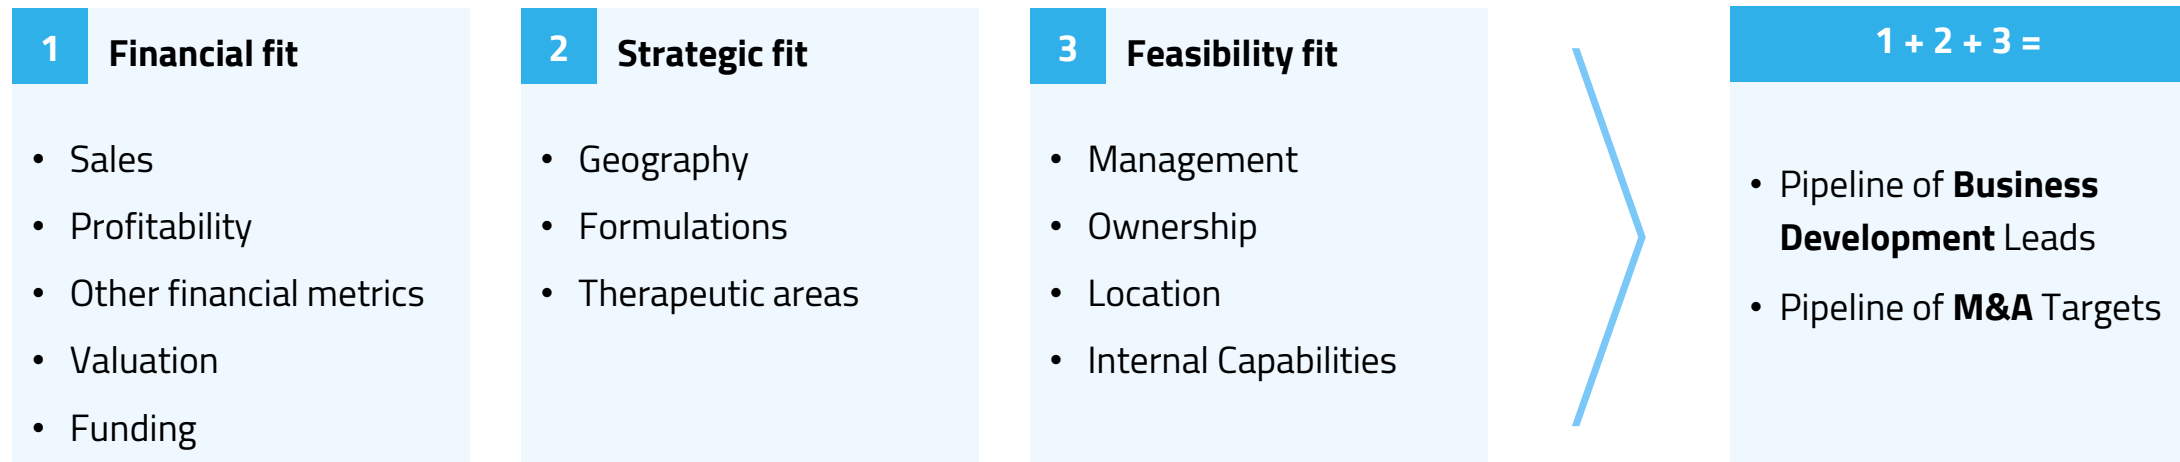 1 Financial fit
• Sales
• Profitability
• Other financial metrics
• Valuation
• Funding
2 Strategic fit
• Geography
• Formulations
• Therapeutic areas
3 Feasibility fit
• Management
• Ownership
• Location
• Internal Capabilities
1 + 2 + 3 =
• Pipeline of Business
Development Leads
• Pipeline of M&A Targets